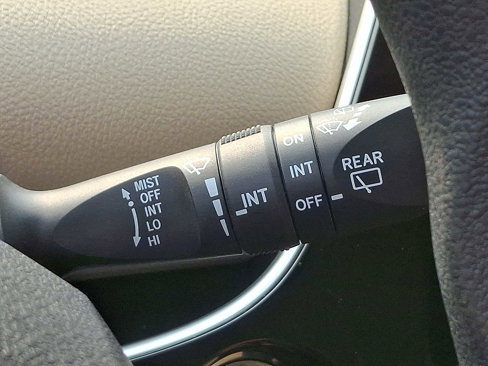 MIST
OFF
INT
LO
HI
INT
ON
INT
OFF
REAR